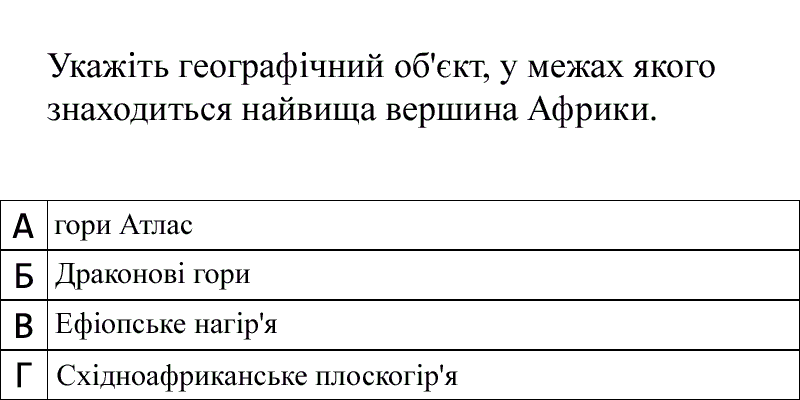 Укажіть географічний об'єкт, у межах якого
знаходиться найвища вершина Африки.
А гори Атлас
Б Драконові гори
В Ефіопське нагір'я
Г Східноафриканське плоскогір'я